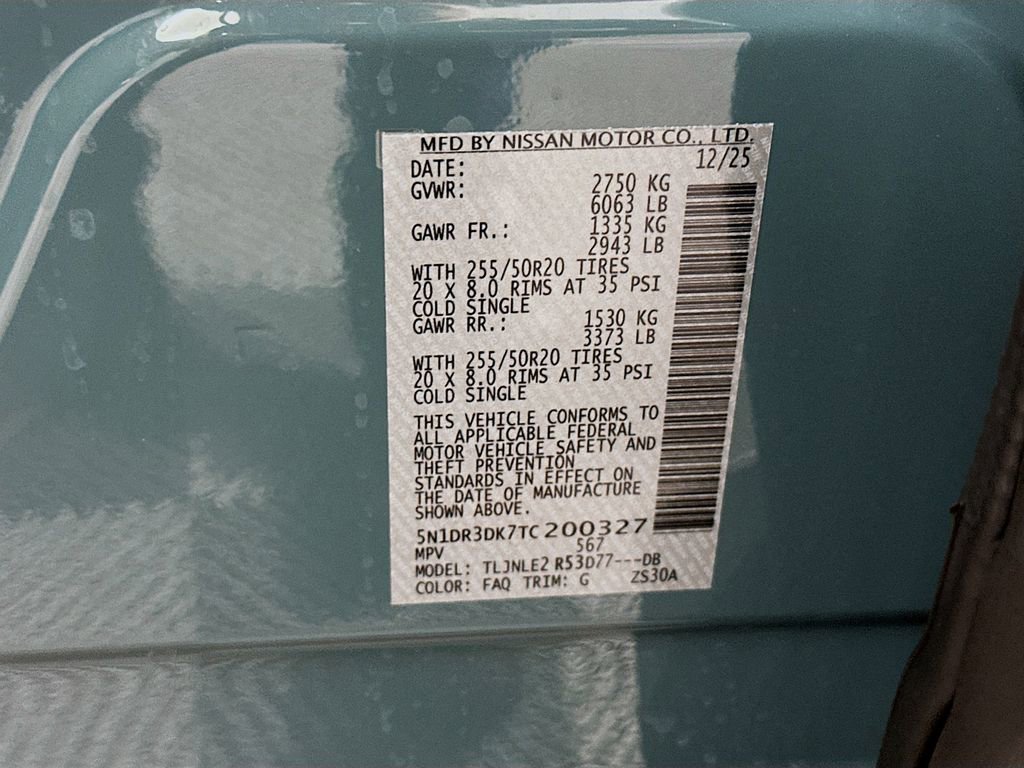 MFD BY NISSAN MOTOR CO., LTD.
DATE: 12/25
GVWR: 2750 KG
6063 LB
GAWR FR.: 1335 KG
2943 LB
WITH 255/50R20 TIRES
20 X 8.0 RIMS AT 35 PSI
COLD SINGLE
GAWR RR.: 1530 KG
3373 LB
WITH 255/50R20 TIRES
20 X 8.0 RIMS AT 35 PSI
COLD SINGLE
THIS VEHICLE CONFORMS TO
ALL APPLICABLE FEDERAL
MOTOR VEHICLE SAFETY AND
THEFT PREVENTION
STANDARDS IN EFFECT ON
THE DATE OF MANUFACTURE
SHOWN ABOVE.
5N1DR3DK7TC200327
MPV 567
MODEL: TLJNLE2 R53D77---DB
COLOR: FAQ TRIM: G ZS30A